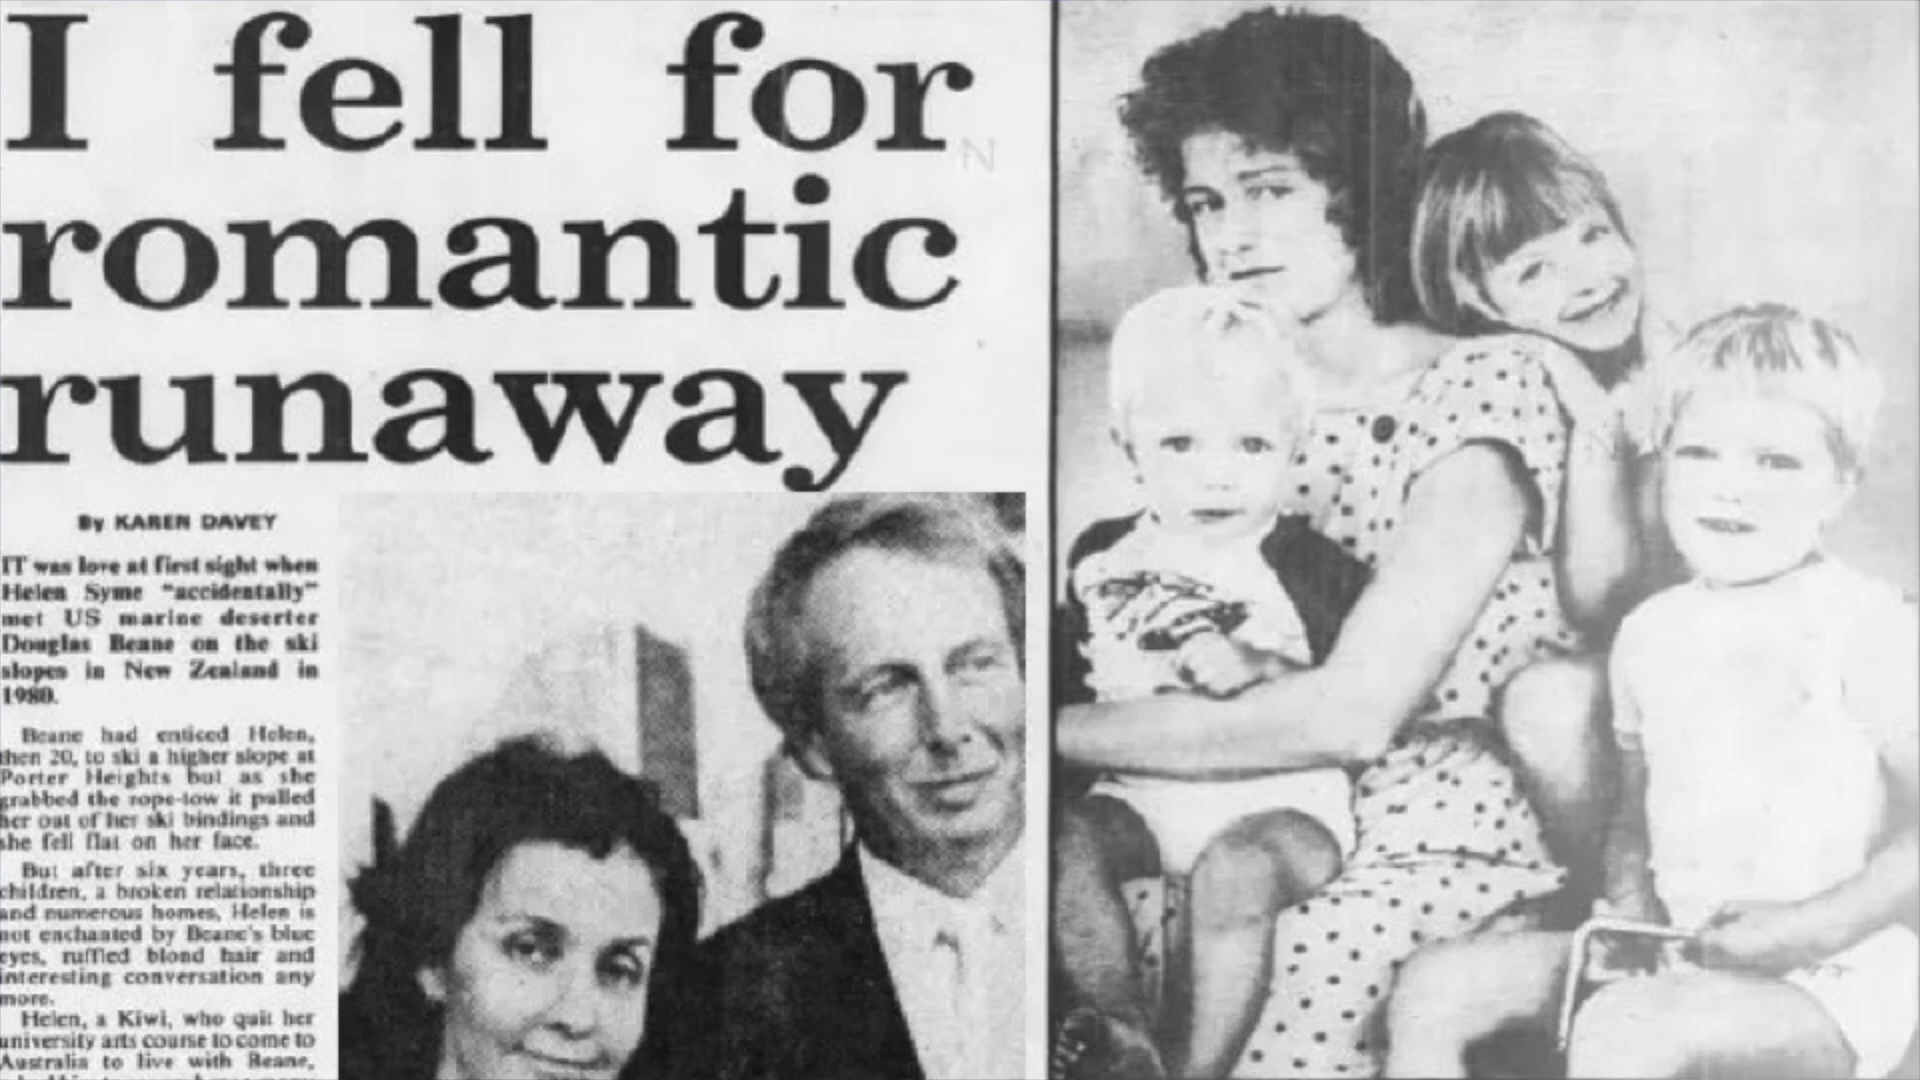 I fell for
romantic
runaway
By KAREN DAVEY
IT was love at first sight when
Helen Syme "accidentally"
met US marine deserter
Douglas Beane on the ski
slopes in New Zealand in
1980.
Beane had enticed Helen,
then 20, to ski a higher slope at
Porter Heights but as she
grabbed the rope-tow it pulled
her out of her ski bindings and
she fell flat on her face.
But after six years, three
children, a broken relationship
and numerous homes, Helen is
not enchanted by Beane's blue
eyes, ruffled blond hair and
interesting conversation any
more.
Helen, a Kiwi, who quit her
university arts course to come to
Australia to live with Beane,